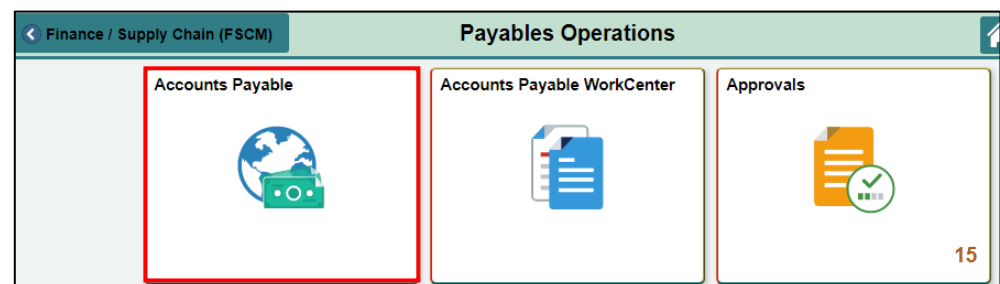 Finance / Supply Chain (FSCM)
Payables Operations
Accounts Payable
Accounts Payable WorkCenter
Approvals
15